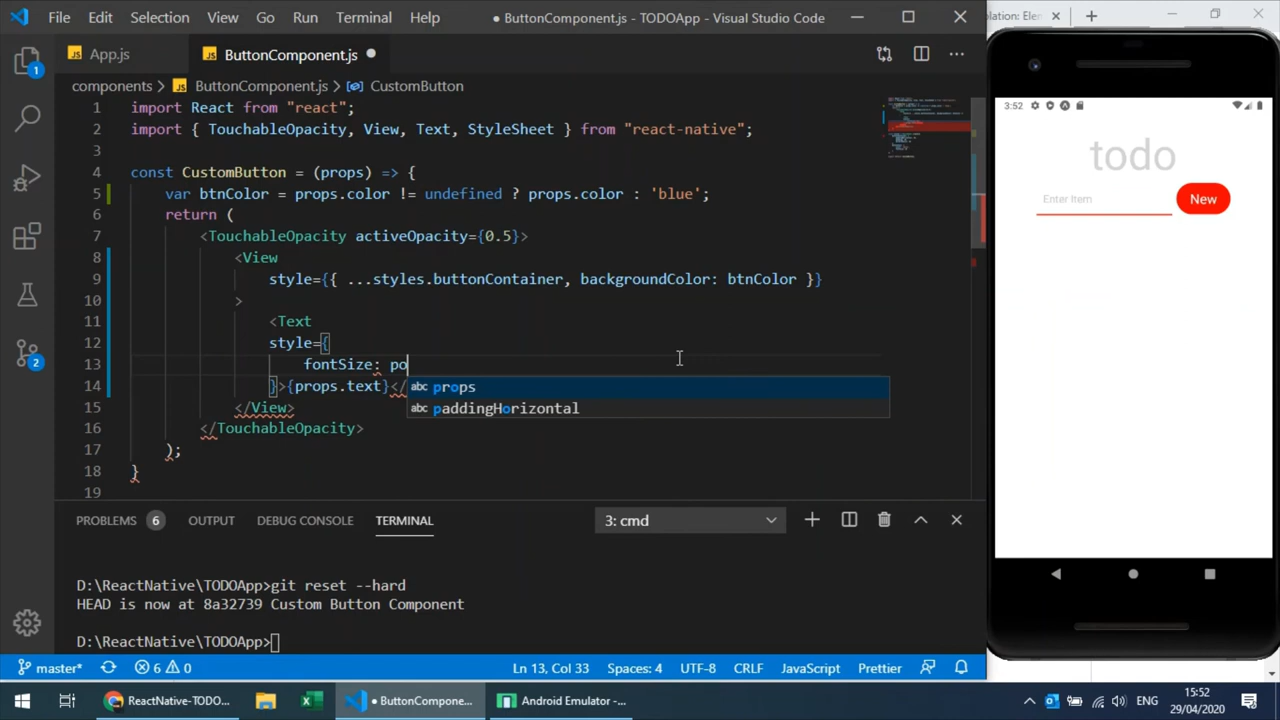 File Edit Selection View Go Run Terminal Help ● ButtonComponent.js - TODOApp - Visual Studio Code
JS App.js JS ButtonComponent.js
components > JS ButtonComponent.js > CustomButton
1 import React from "react";
2 import { TouchableOpacity, View, Text, StyleSheet } from "react-native";
3
4 const CustomButton = (props) => {
5 var btnColor = props.color != undefined ? props.color : 'blue';
6 return (
7 <TouchableOpacity activeOpacity={0.5}>
8 <View
9 style={{ ...styles.buttonContainer, backgroundColor: btnColor }}
10 >
11 <Text
12 style={
13 fontSize: po
14 }>{props.text}</
abc props
abc paddingHorizontal
15 </View>
16 </TouchableOpacity>
17 );
18 }
19
PROBLEMS 6 OUTPUT DEBUG CONSOLE TERMINAL 3: cmd
D:\ReactNative\TODOApp>git reset --hard
HEAD is now at 8a32739 Custom Button Component
D:\ReactNative\TODOApp>
1
2
master* 6 0 Ln 13, Col 33 Spaces: 4 UTF-8 CRLF JavaScript Prettier
ReactNative-TODO... ● ButtonCompone... Android Emulator -... ENG 15:52
29/04/2020
3:52
todo
Enter Item New